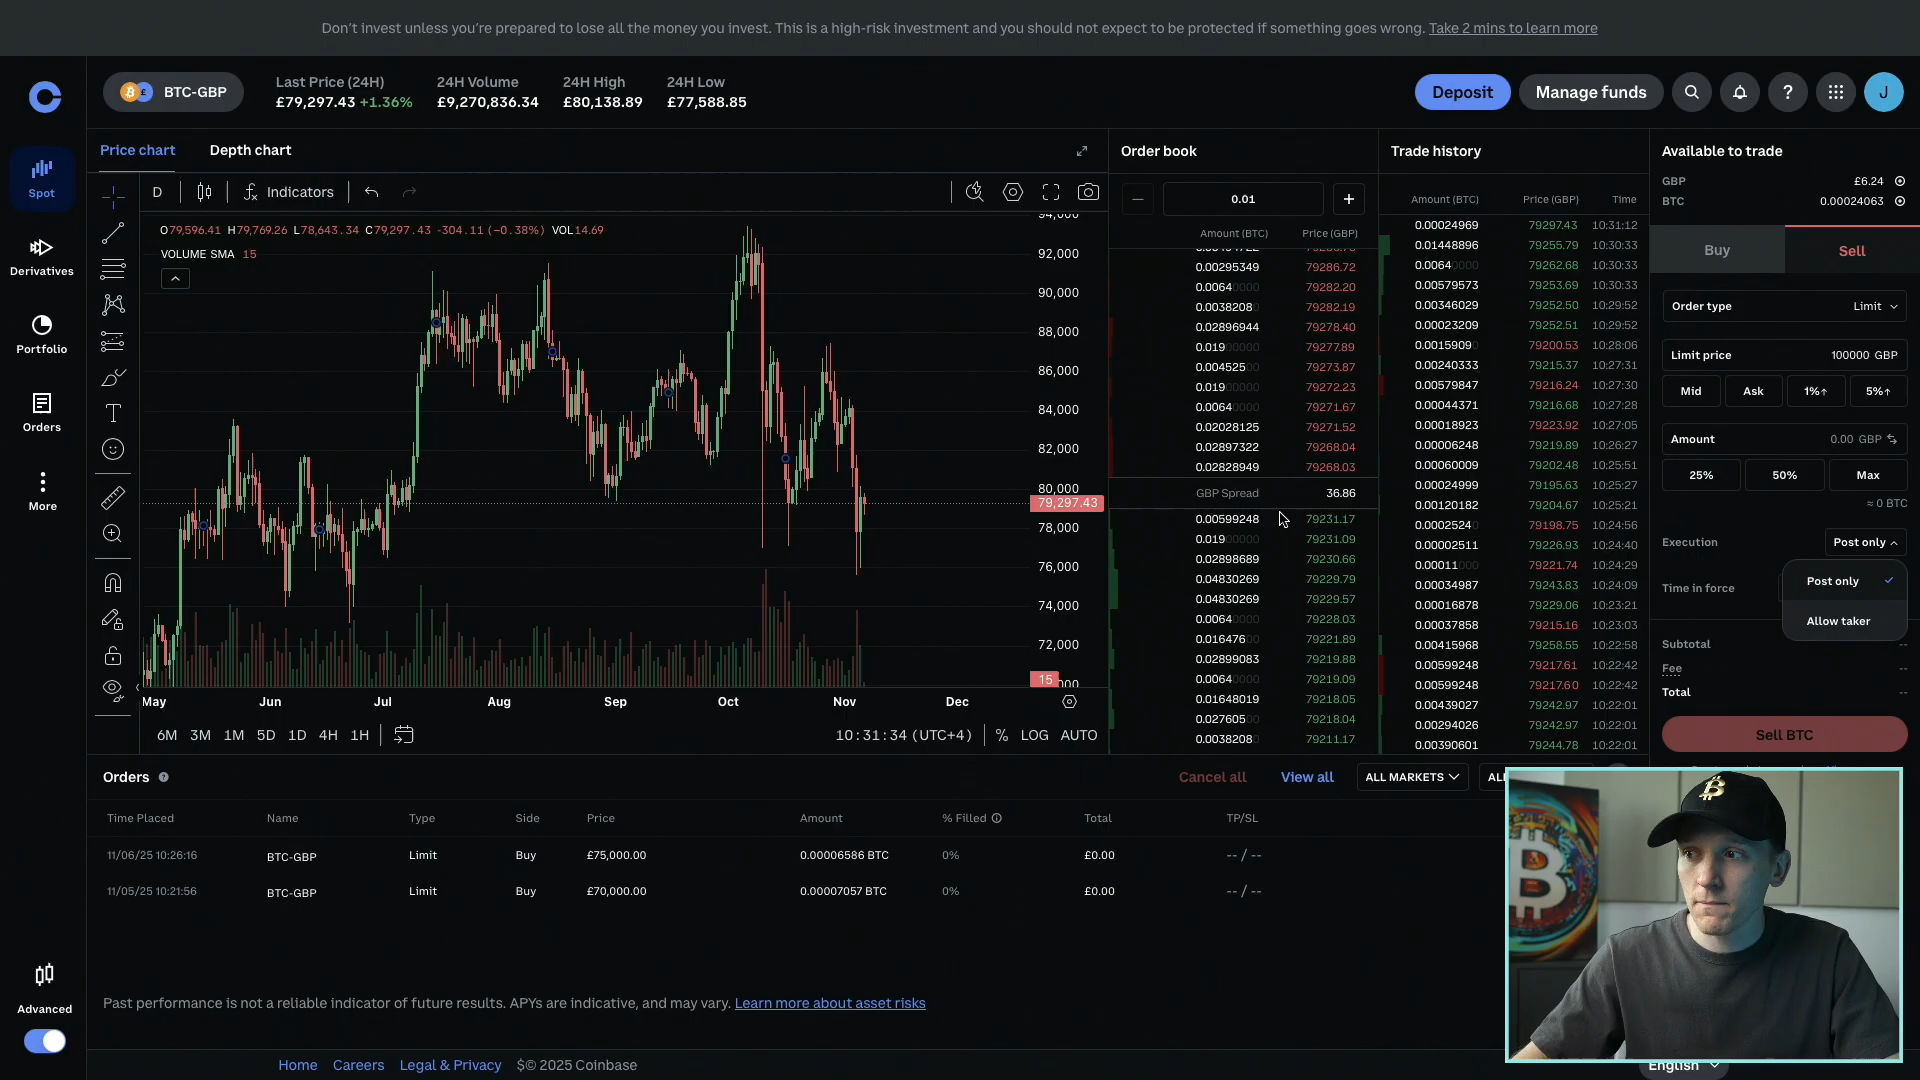 Don't invest unless you're prepared to lose all the money you invest. This is a high-risk investment and you should not expect to be protected if something goes wrong. Take 2 mins to learn more
BTC-GBP
Last Price (24H) 24H Volume 24H High 24H Low
£79,297.43 +1.36% £9,270,836.34 £80,138.89 £77,588.85
Deposit Manage funds ? J
Spot
Derivatives
Portfolio
Orders
More
Advanced
Price chart Depth chart
D Indicators
O79,596.41 H79,769.26 L78,643.34 C79,297.43 -304.11 (-0.38%) VOL14.69
VOLUME SMA 15
94,000
92,000
90,000
88,000
86,000
84,000
82,000
80,000
79,297.43
78,000
76,000
74,000
72,000
15
May Jun Jul Aug Sep Oct Nov Dec
6M 3M 1M 5D 1D 4H 1H 10:31:34 (UTC+4) % LOG AUTO
Order book
0.01
Amount (BTC) Price (GBP)
0.00295349 79286.72
0.00640000 79282.20
0.00382080 79282.19
0.02896944 79278.40
0.01900000 79277.89
0.00452500 79273.87
0.01900000 79272.23
0.00640000 79271.67
0.02028125 79271.52
0.02897322 79268.04
0.02828949 79268.03
GBP Spread 36.86
0.00599248 79231.17
0.01900000 79231.09
0.02898689 79230.66
0.04830269 79229.79
0.04830269 79229.57
0.00640000 79228.03
0.01647600 79221.89
0.02899083 79219.88
0.00640000 79219.09
0.01648019 79218.05
0.02760500 79218.04
0.00382080 79211.17
Trade history
Amount (BTC) Price (GBP) Time
0.00024969 79297.43 10:31:12
0.01448896 79255.79 10:30:33
0.00640000 79262.68 10:30:33
0.00579573 79253.69 10:30:33
0.00346029 79252.50 10:29:52
0.00023209 79252.51 10:29:52
0.00159090 79200.53 10:28:06
0.00240333 79215.37 10:27:31
0.00579847 79216.24 10:27:30
0.00044371 79216.68 10:27:28
0.00018923 79223.92 10:27:05
0.00006248 79219.89 10:26:27
0.00060009 79202.48 10:25:51
0.00024999 79195.63 10:25:27
0.00120182 79204.67 10:25:21
0.00025240 79198.75 10:24:56
0.00002511 79226.93 10:24:40
0.00011000 79221.74 10:24:29
0.00034987 79243.83 10:24:09
0.00016878 79229.06 10:23:21
0.00037858 79215.16 10:23:03
0.00415968 79258.55 10:22:58
0.00599248 79217.61 10:22:42
0.00599248 79217.60 10:22:42
0.00439027 79242.97 10:22:01
0.00294026 79242.97 10:22:01
0.00390601 79244.78 10:22:01
Available to trade
GBP £6.24
BTC 0.00024063
Buy Sell
Order type Limit
Limit price 100000 GBP
Mid Ask 1%↑ 5%↑
Amount 0.00 GBP
25% 50% Max
≈ 0 BTC
Execution Post only
Post only
Time in force
Allow taker
Subtotal --
Fee --
Total --
Sell BTC
Orders Cancel all View all ALL MARKETS
Time Placed Name Type Side Price Amount % Filled Total TP/SL
11/06/25 10:26:16 BTC-GBP Limit Buy £75,000.00 0.00006586 BTC 0% £0.00 -- / --
11/05/25 10:21:56 BTC-GBP Limit Buy £70,000.00 0.00007057 BTC 0% £0.00 -- / --
Past performance is not a reliable indicator of future results. APYs are indicative, and may vary. Learn more about asset risks
Home Careers Legal & Privacy $© 2025 Coinbase English